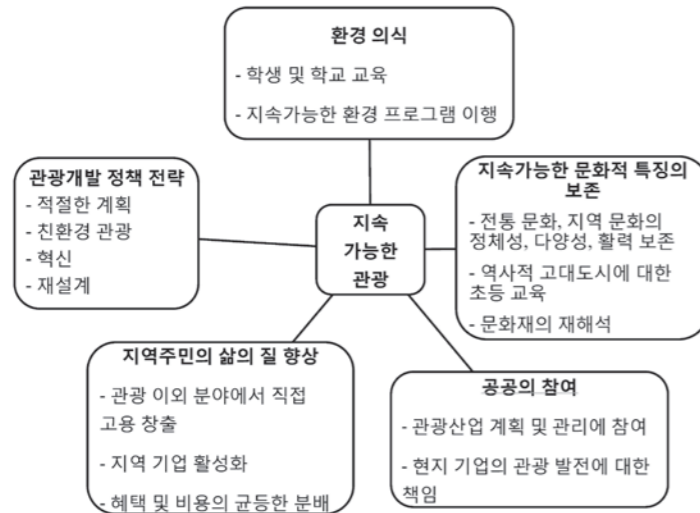 환경 의식
- 학생 및 학교 교육
- 지속가능한 환경 프로그램 이행
관광개발 정책 전략
- 적절한 계획
- 친환경 관광
- 혁신
- 재설계
지속
가능한
관광
지속가능한 문화적 특징의
보존
- 전통 문화, 지역 문화의
정체성, 다양성, 활력 보존
- 역사적 고대도시에 대한
초등 교육
- 문화재의 재해석
지역주민의 삶의 질 향상
- 관광 이외 분야에서 직접
고용 창출
- 지역 기업 활성화
- 혜택 및 비용의 균등한 분배
공공의 참여
- 관광산업 계획 및 관리에 참여
- 현지 기업의 관광 발전에 대한
책임